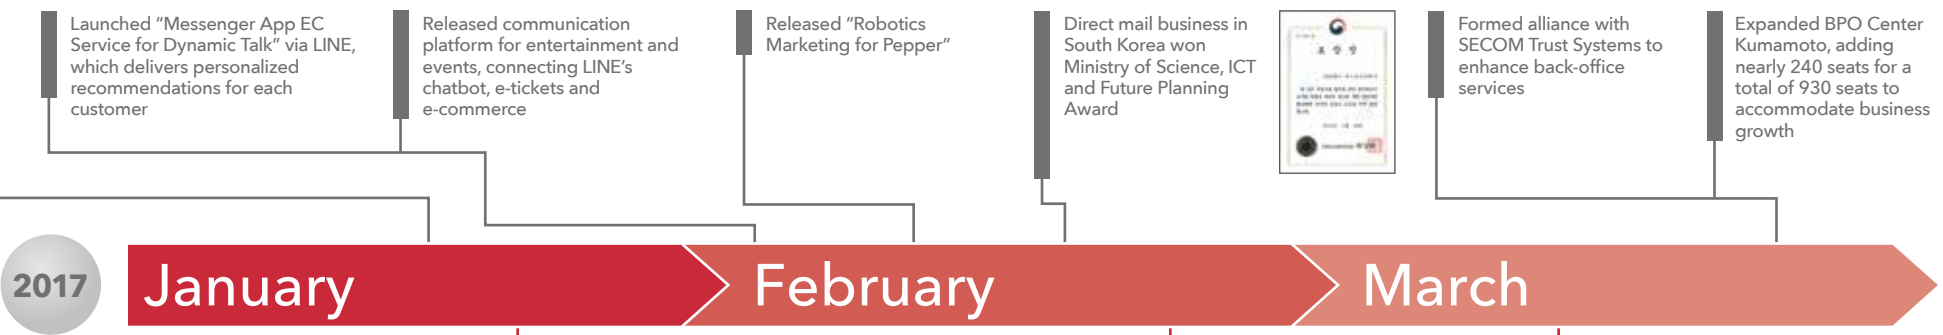 Launched “Messenger App EC
Service for Dynamic Talk” via LINE,
which delivers personalized
recommendations for each
customer
Released communication
platform for entertainment and
events, connecting LINE’s
chatbot, e-tickets and
e-commerce
Released “Robotics
Marketing for Pepper”
Direct mail business in
South Korea won
Ministry of Science, ICT
and Future Planning
Award
Formed alliance with
SECOM Trust Systems to
enhance back-office
services
Expanded BPO Center
Kumamoto, adding
nearly 240 seats for a
total of 930 seats to
accommodate business
growth
2017
January
February
March